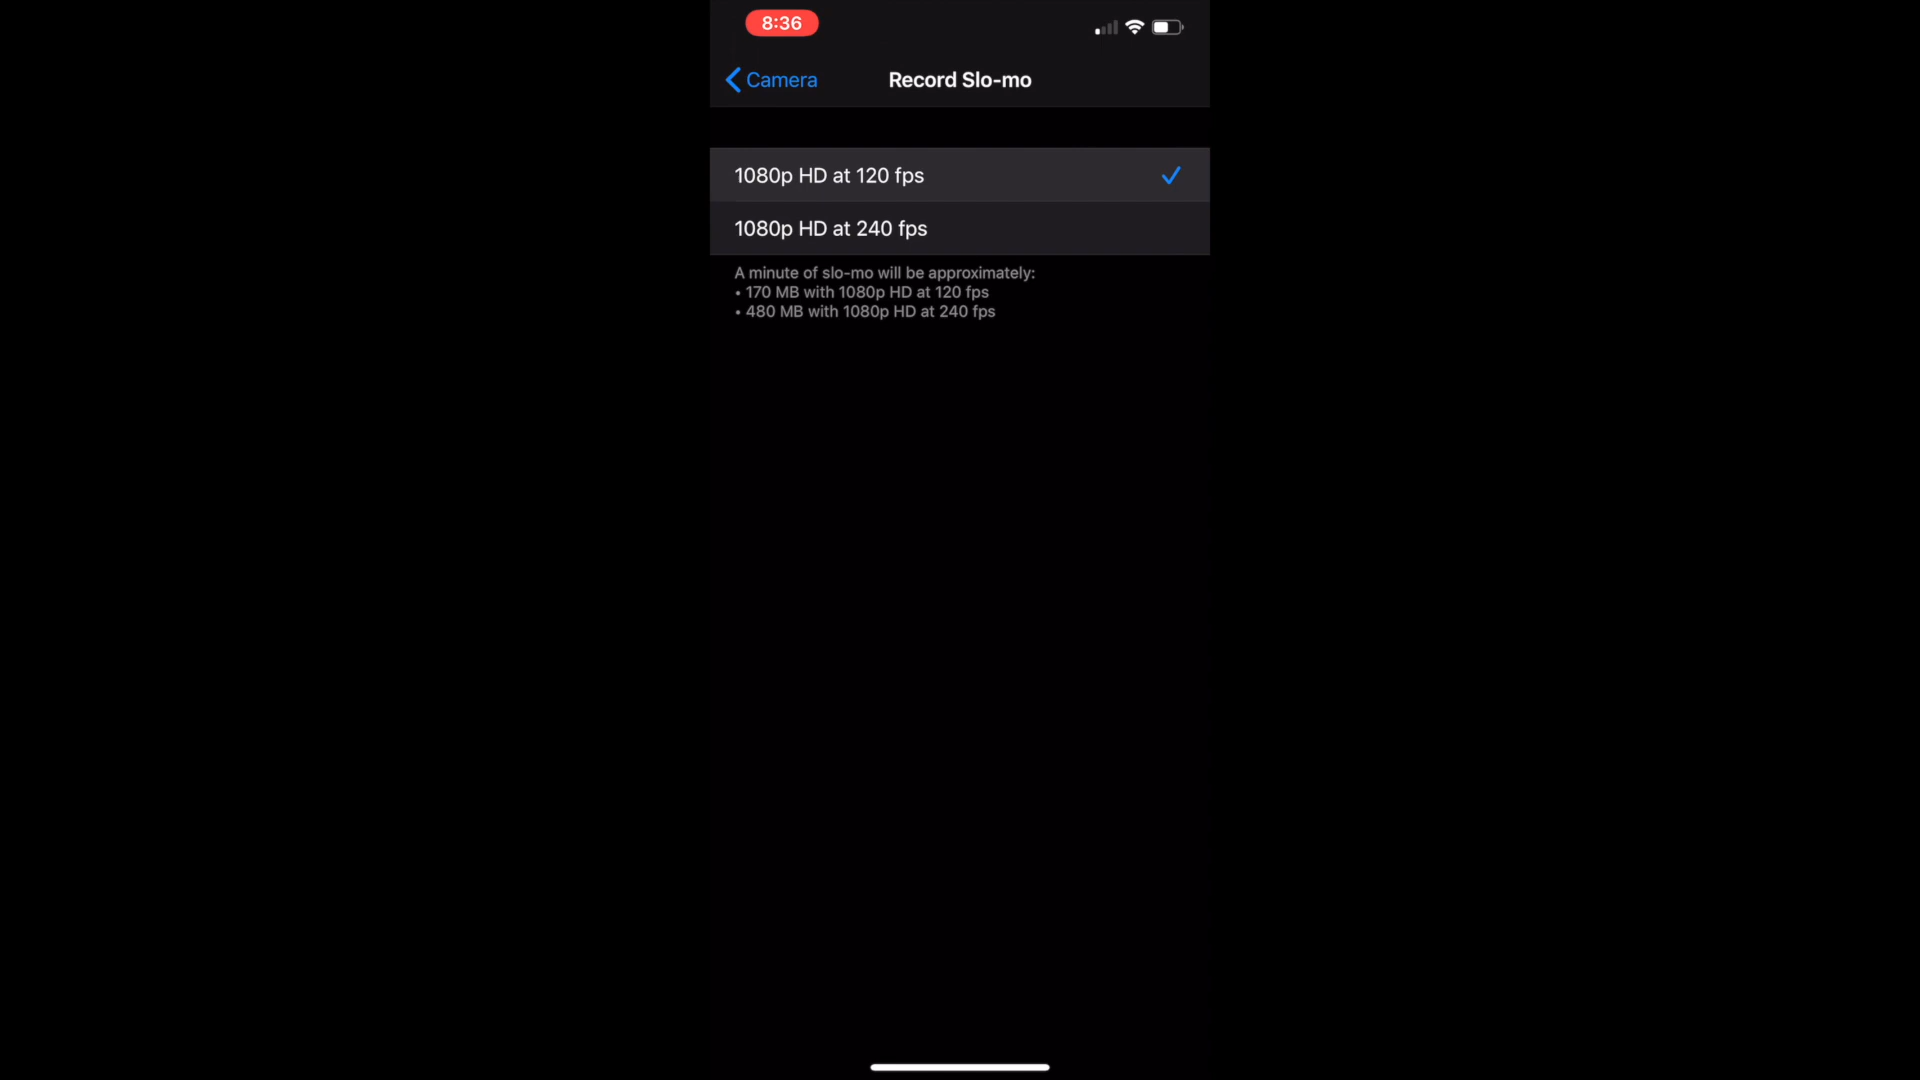 8:36
Camera
Record Slo-mo
1080p HD at 120 fps
1080p HD at 240 fps
A minute of slo-mo will be approximately:
• 170 MB with 1080p HD at 120 fps
• 480 MB with 1080p HD at 240 fps